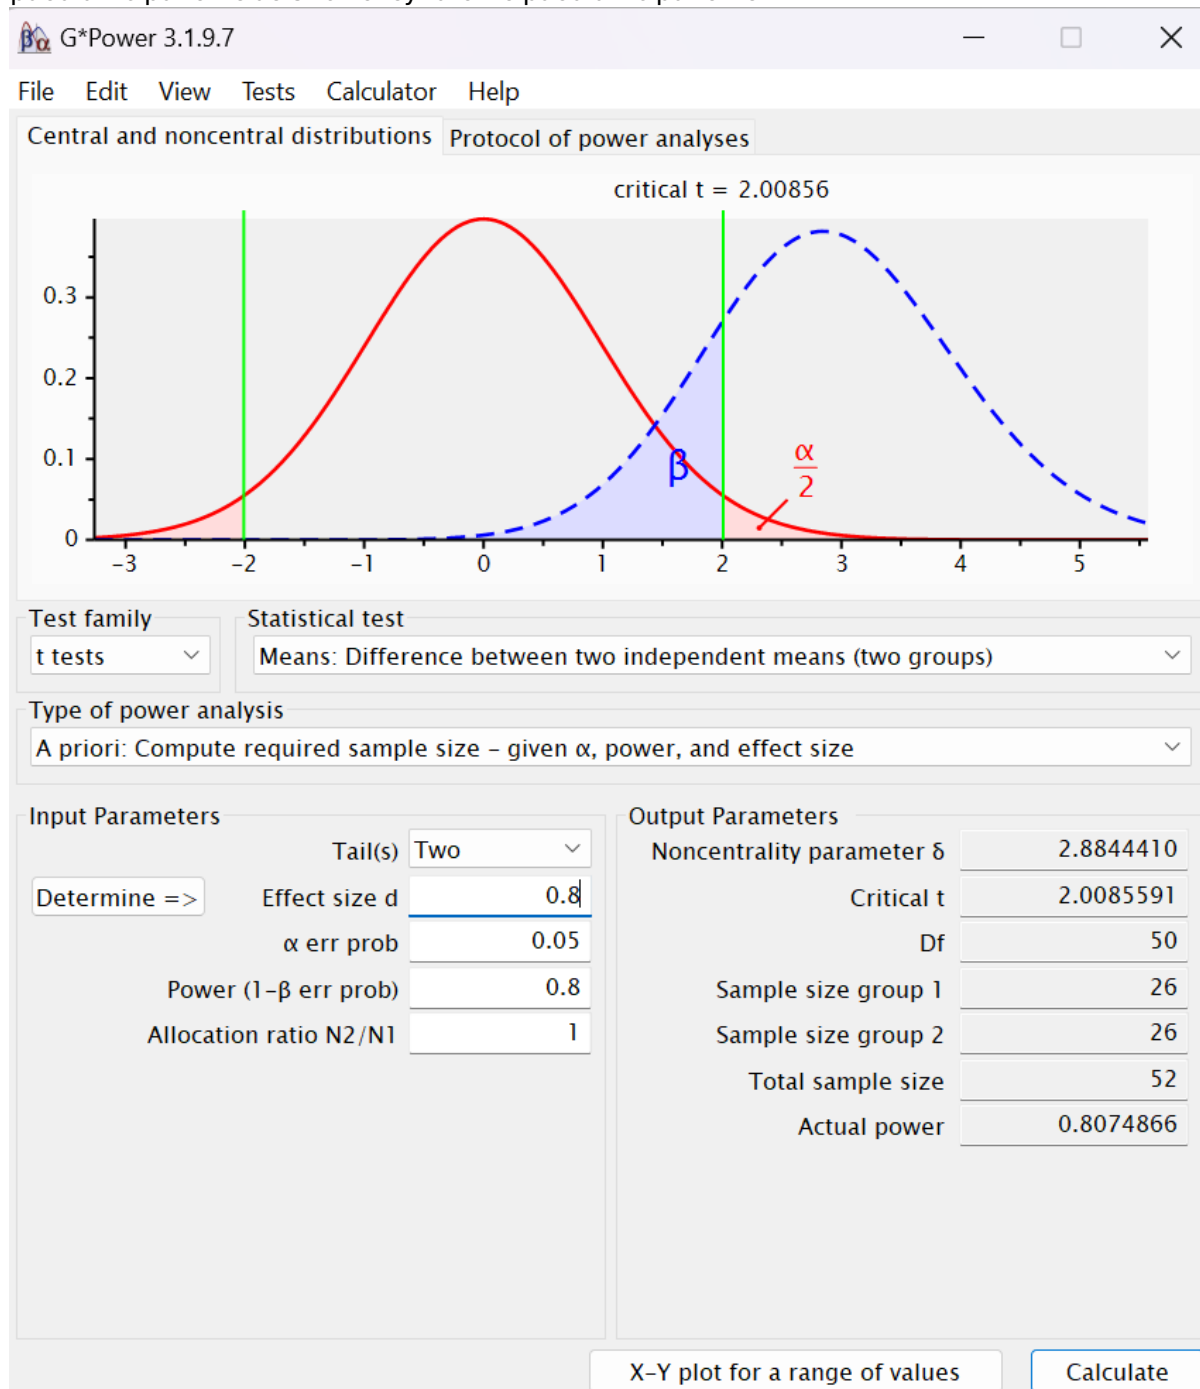 G*Power 3.1.9.7
File Edit View Tests Calculator Help
Central and noncentral distributions Protocol of power analyses
critical t = 2.00856
0.3
0.2
0.1
0
β
α
2
-3 -2 -1 0 1 2 3 4 5
Test family Statistical test
t tests Means: Difference between two independent means (two groups)
Type of power analysis
A priori: Compute required sample size – given α, power, and effect size
Input Parameters Output Parameters
Tail(s) Two Noncentrality parameter δ 2.8844410
Determine => Effect size d 0.8 Critical t 2.0085591
α err prob 0.05 Df 50
Power (1-β err prob) 0.8 Sample size group 1 26
Allocation ratio N2/N1 1 Sample size group 2 26
Total sample size 52
Actual power 0.8074866
X-Y plot for a range of values Calculate